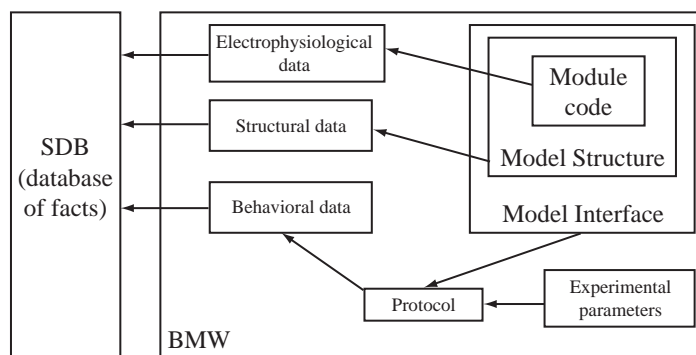 SDB
(database
of facts)
Electrophysiological
data
Structural data
Behavioral data
Module
code
Model Structure
Model Interface
Protocol
Experimental
parameters
BMW